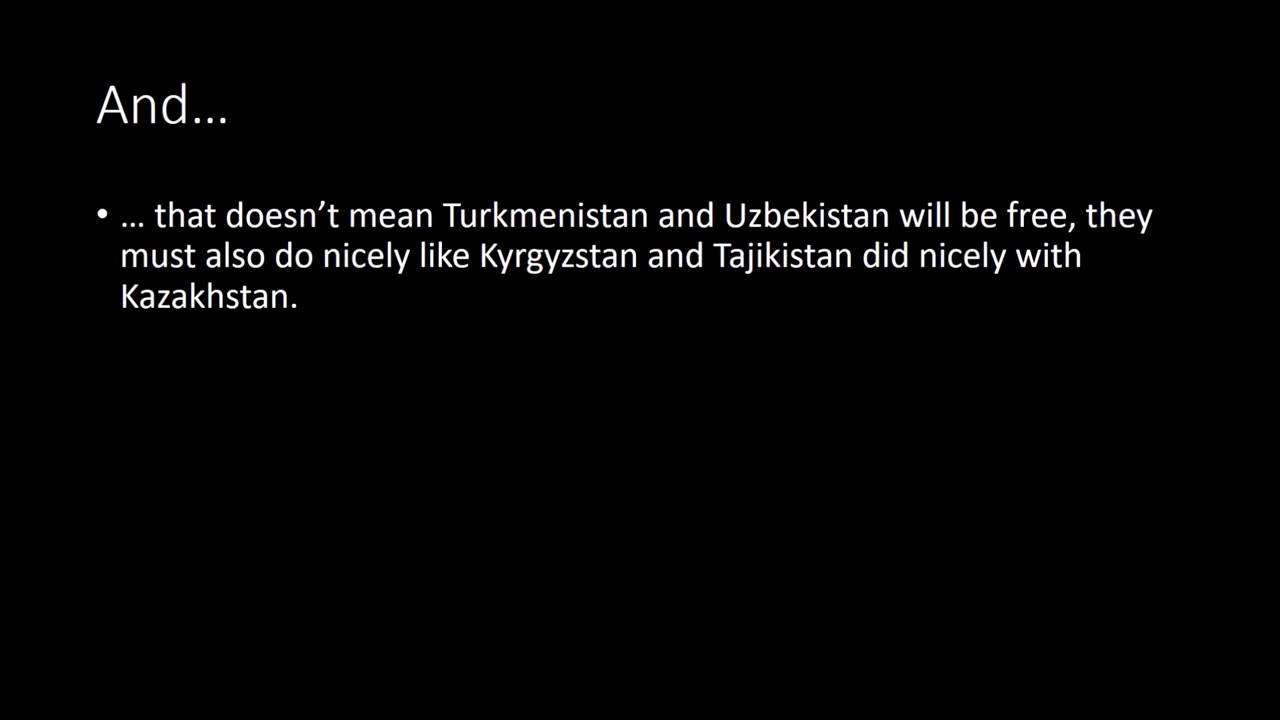 And…
• … that doesn’t mean Turkmenistan and Uzbekistan will be free, they
must also do nicely like Kyrgyzstan and Tajikistan did nicely with
Kazakhstan.